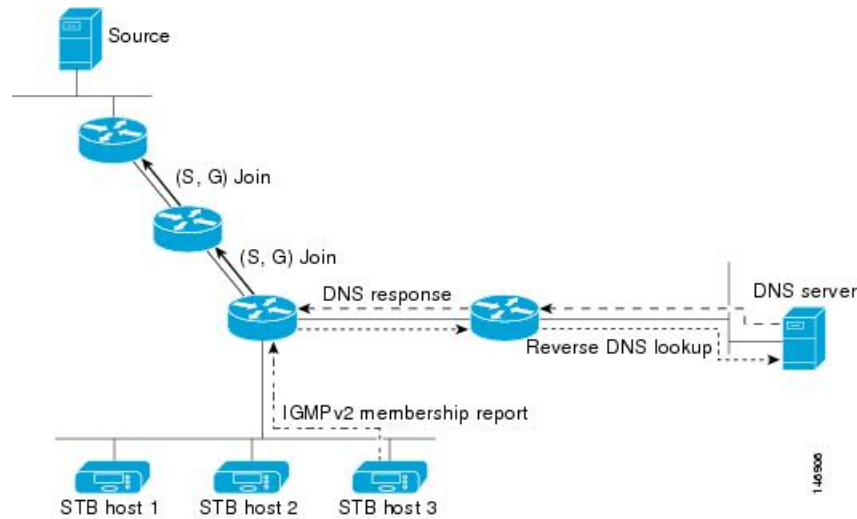 Source
(S, G) Join
(S, G) Join
DNS response
DNS server
Reverse DNS lookup
IGMPv2 membership report
STB host 1
STB host 2
STB host 3
146906